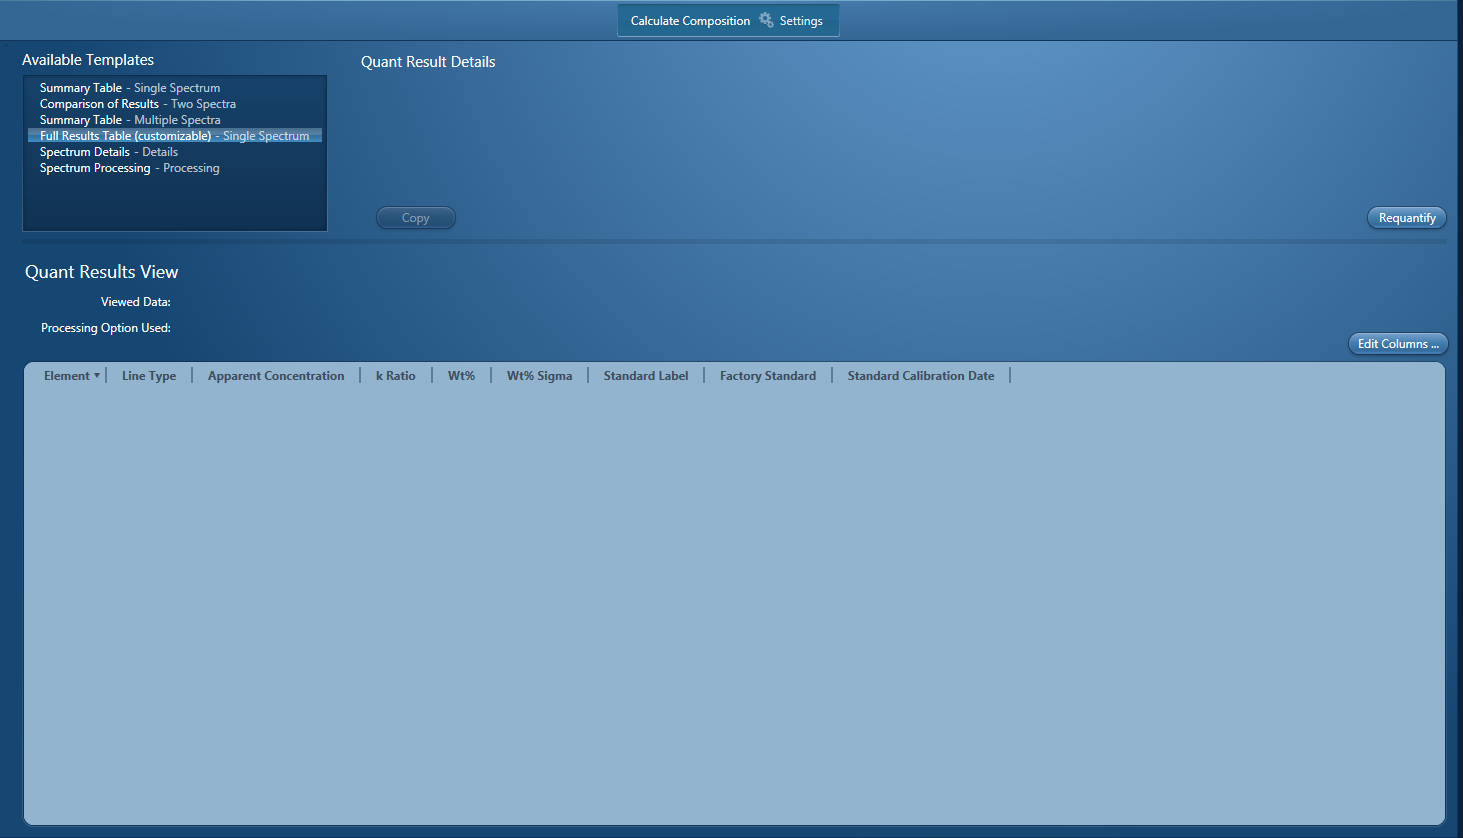 Calculate Composition Settings
Available Templates
Summary Table - Single Spectrum
Comparison of Results - Two Spectra
Summary Table - Multiple Spectra
Full Results Table (customizable) - Single Spectrum
Spectrum Details - Details
Spectrum Processing - Processing
Quant Result Details
Copy
Requantify
Quant Results View
Viewed Data:
Processing Option Used:
Edit Columns ...
Element Line Type Apparent Concentration k Ratio Wt% Wt% Sigma Standard Label Factory Standard Standard Calibration Date